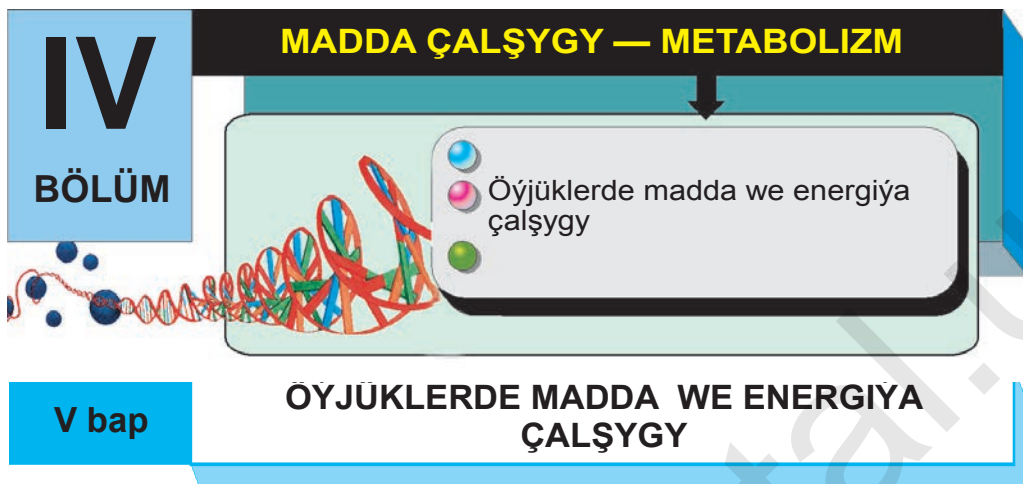 IV
BÖLÜM
MADDA ÇALŞYGY — METABOLIZM
Öýjüklerde madda we energiýa
çalşygy
V bap
ÖÝJÜKLERDE MADDA WE ENERGIÝA
ÇALŞYGY